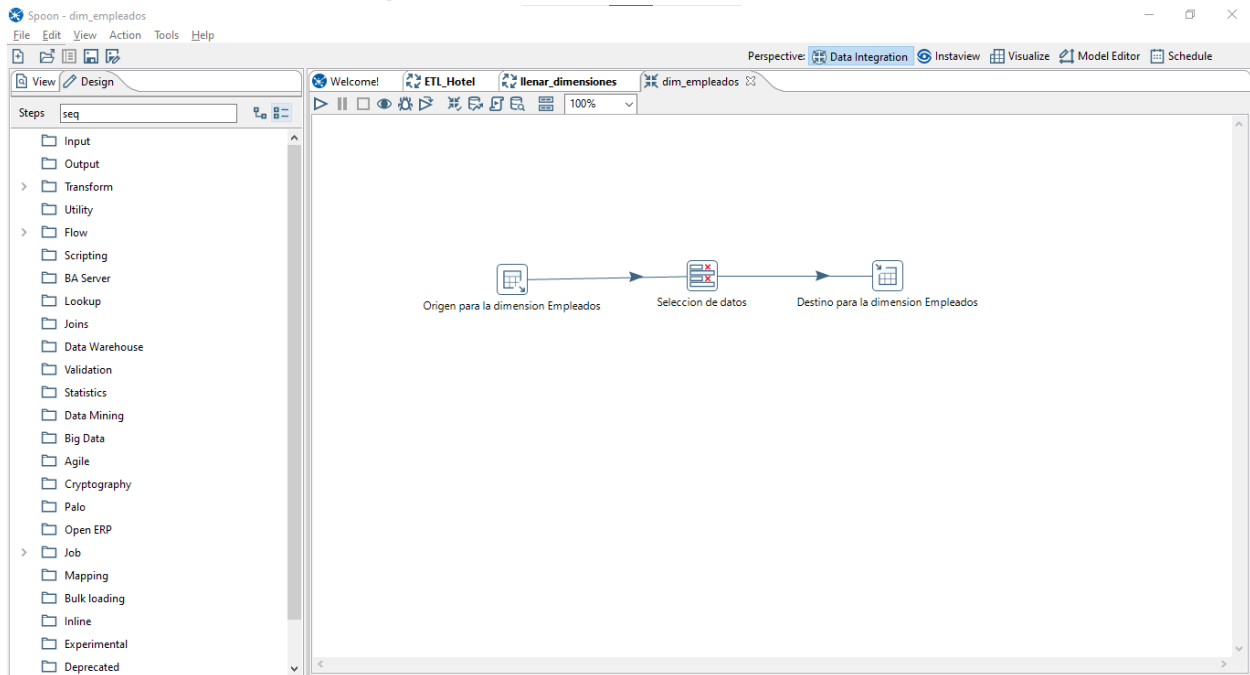 Spoon - dim_empleados
File Edit View Action Tools Help
Perspective: Data Integration Instaview Visualize Model Editor Schedule
View Design
Welcome! ETL_Hotel llenar_dimensiones dim_empleados
100%
Steps seq
Input
Output
Transform
Utility
Flow
Scripting
BA Server
Lookup
Joins
Data Warehouse
Validation
Statistics
Data Mining
Big Data
Agile
Cryptography
Palo
Open ERP
Job
Mapping
Bulk loading
Inline
Experimental
Deprecated
Origen para la dimension Empleados
Seleccion de datos
Destino para la dimension Empleados